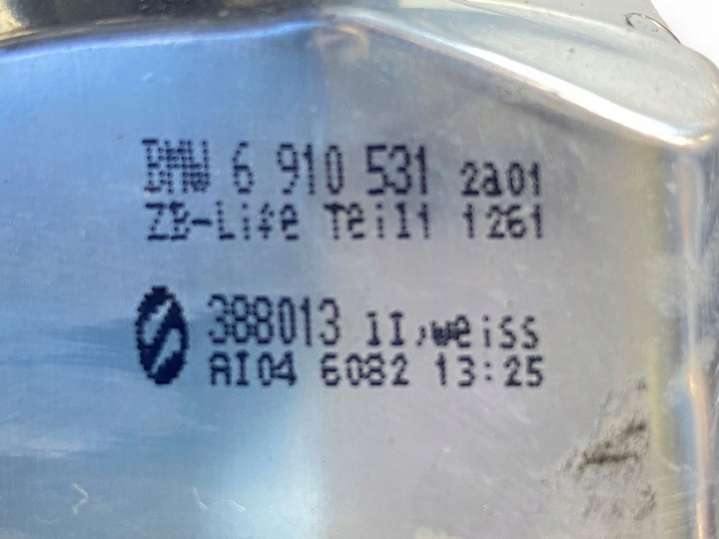 BMW 6 910 531 2a01
ZB-Life Teil1 1261
388013 II,weiss
AI04 6082 13:25